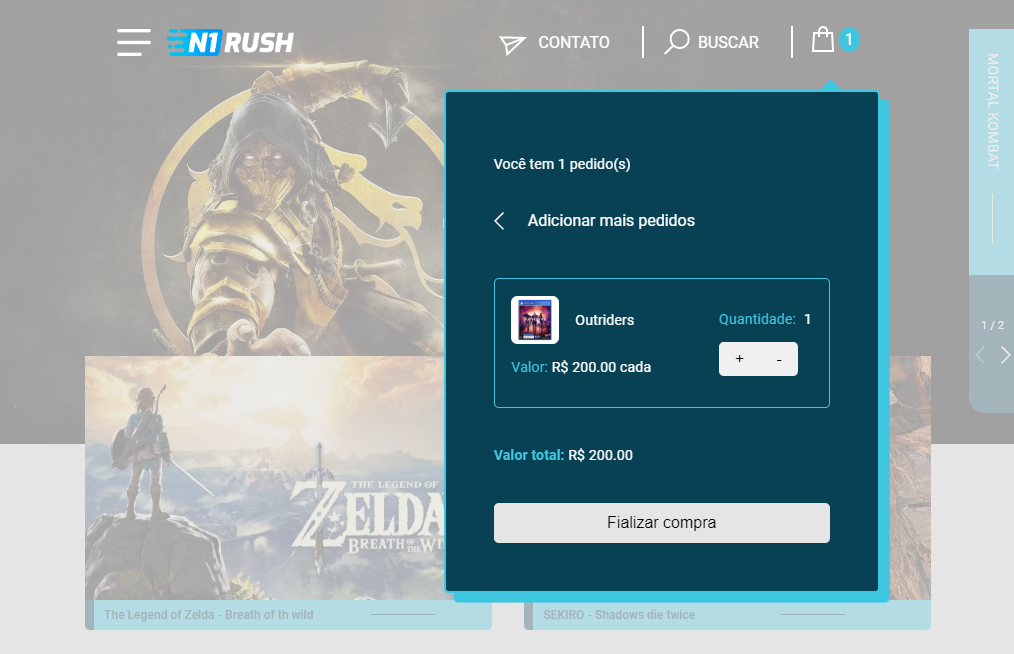 N1 RUSH
CONTATO
BUSCAR
1
MORTAL KOMBAT
Você tem 1 pedido(s)
Adicionar mais pedidos
Outriders
Quantidade: 1
+ -
Valor: R$ 200.00 cada
1 / 2
Valor total: R$ 200.00
THE LEGEND OF
ZELDA
BREATH OF THE WI
Fializar compra
The Legend of Zelda - Breath of th wild
SEKIRO - Shadows die twice